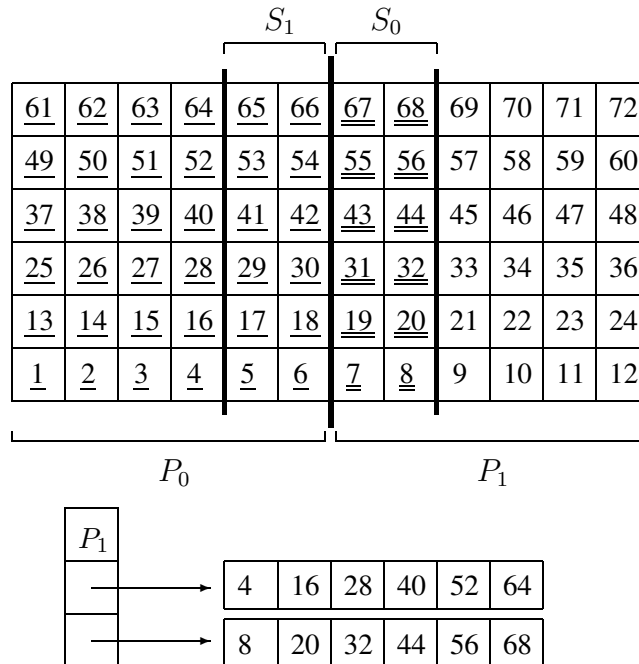 S1 S0
61 62 63 64 65 66 67 68 69 70 71 72
49 50 51 52 53 54 55 56 57 58 59 60
37 38 39 40 41 42 43 44 45 46 47 48
25 26 27 28 29 30 31 32 33 34 35 36
13 14 15 16 17 18 19 20 21 22 23 24
1 2 3 4 5 6 7 8 9 10 11 12
P0 P1
P1
4 16 28 40 52 64
8 20 32 44 56 68